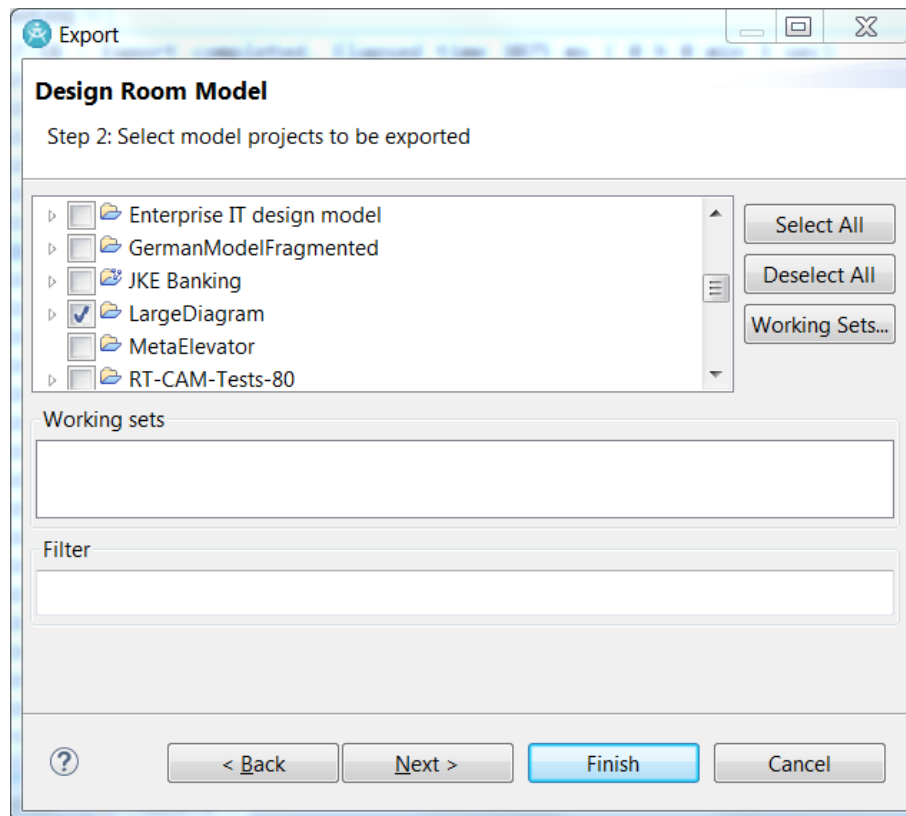 Export
Design Room Model
Step 2: Select model projects to be exported
Enterprise IT design model
GermanModelFragmented
JKE Banking
LargeDiagram
MetaElevator
RT-CAM-Tests-80
Select All
Deselect All
Working Sets...
Working sets
Filter
< Back
Next >
Finish
Cancel